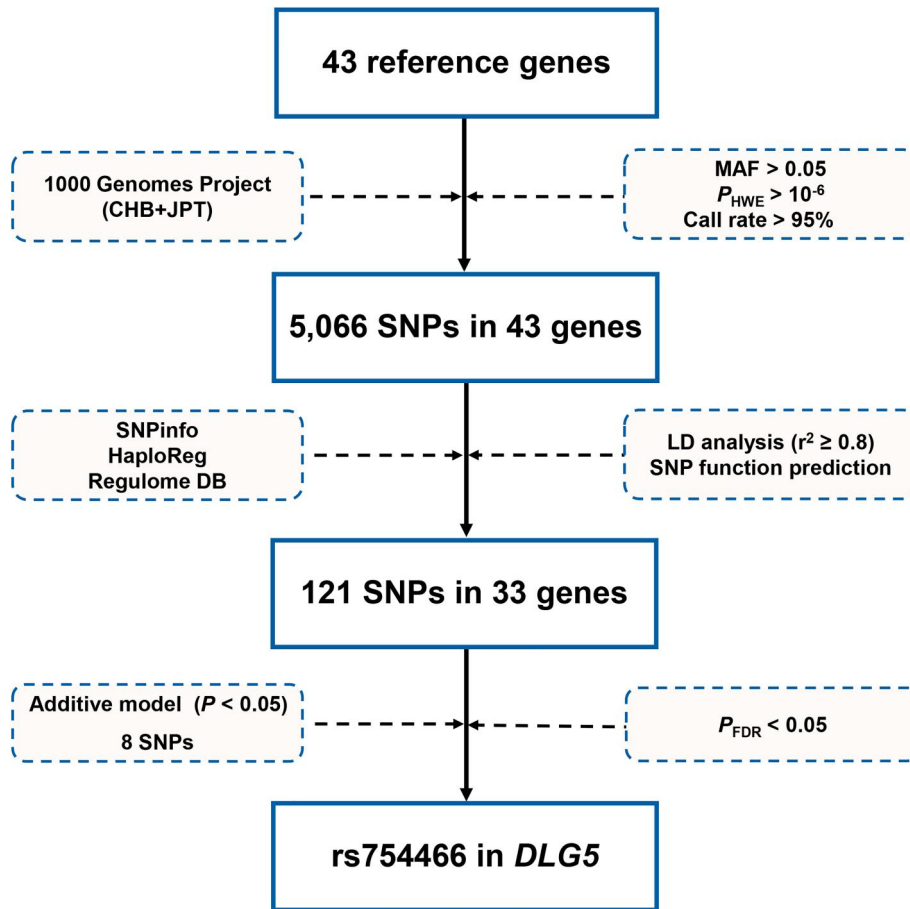 43 reference genes
1000 Genomes Project
(CHB+JPT)
MAF > 0.05
P_HWE > 10^-6
Call rate > 95%
5,066 SNPs in 43 genes
SNPinfo
HaploReg
Regulome DB
LD analysis (r² ≥ 0.8)
SNP function prediction
121 SNPs in 33 genes
Additive model (P < 0.05)
8 SNPs
P_FDR < 0.05
rs754466 in DLG5